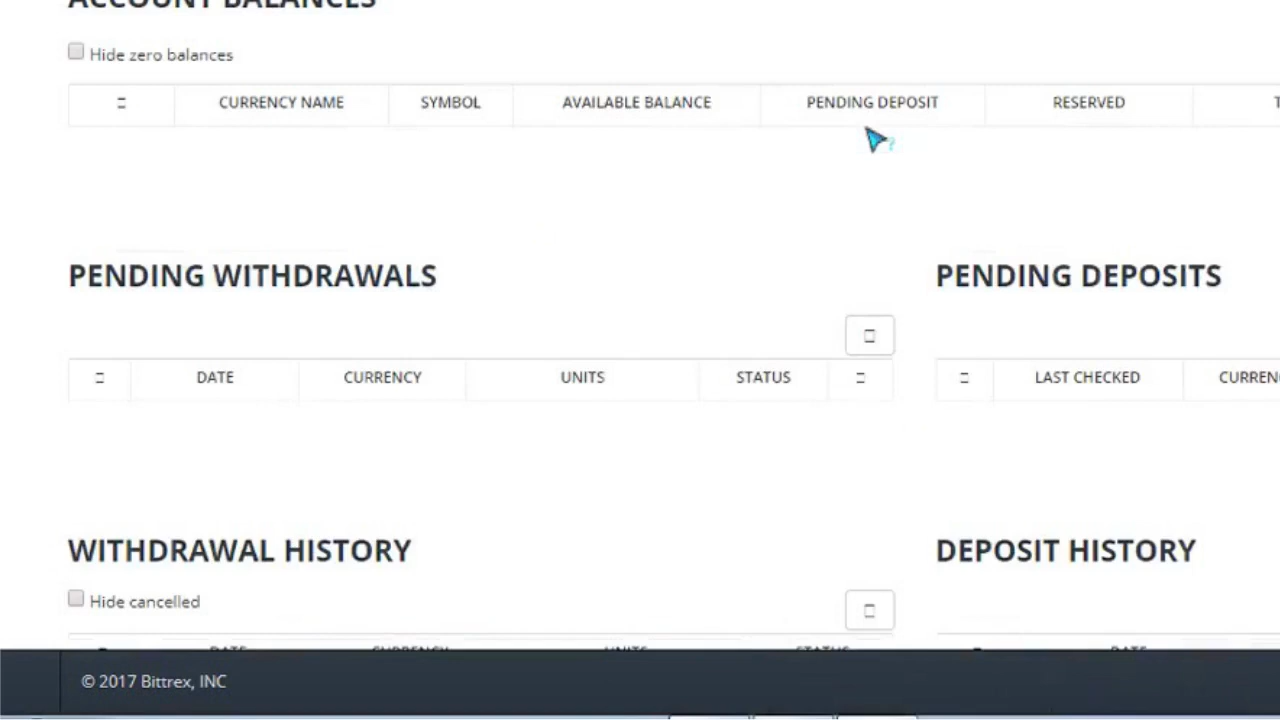 ACCOUNT BALANCES
Hide zero balances
CURRENCY NAME SYMBOL AVAILABLE BALANCE PENDING DEPOSIT RESERVED
PENDING WITHDRAWALS PENDING DEPOSITS
DATE CURRENCY UNITS STATUS LAST CHECKED CURREN
WITHDRAWAL HISTORY DEPOSIT HISTORY
Hide cancelled
DATE CURRENCY UNITS STATUS DATE
© 2017 Bittrex, INC